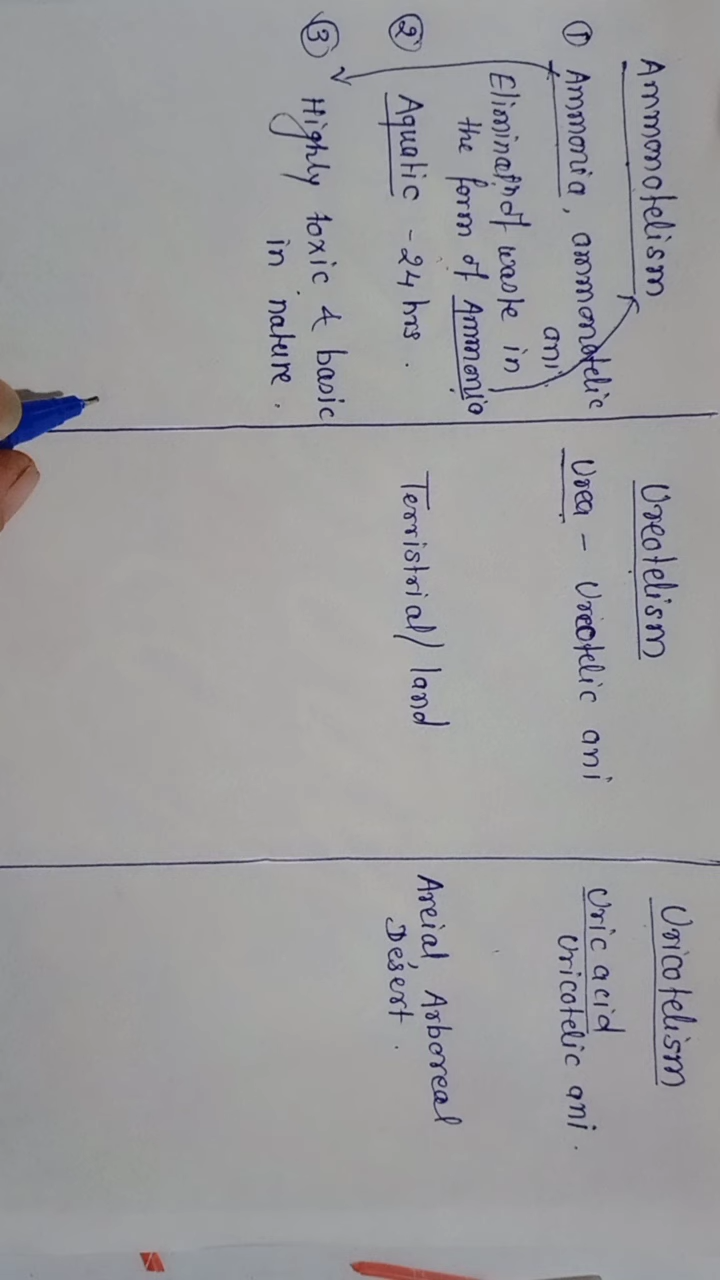 Ammonotelism
① Ammonia, ammonotelic
ani.
Eliminatn of waste in
the form of Ammonia
② Aquatic - 24 hrs.
③ Highly toxic & basic
in nature.
Ureotelism
Urea - Ureotelic ani
Terristrial/land
Uricotelism
Uric acid
Uricotelic ani.
Areial, Arboreal
Desert.